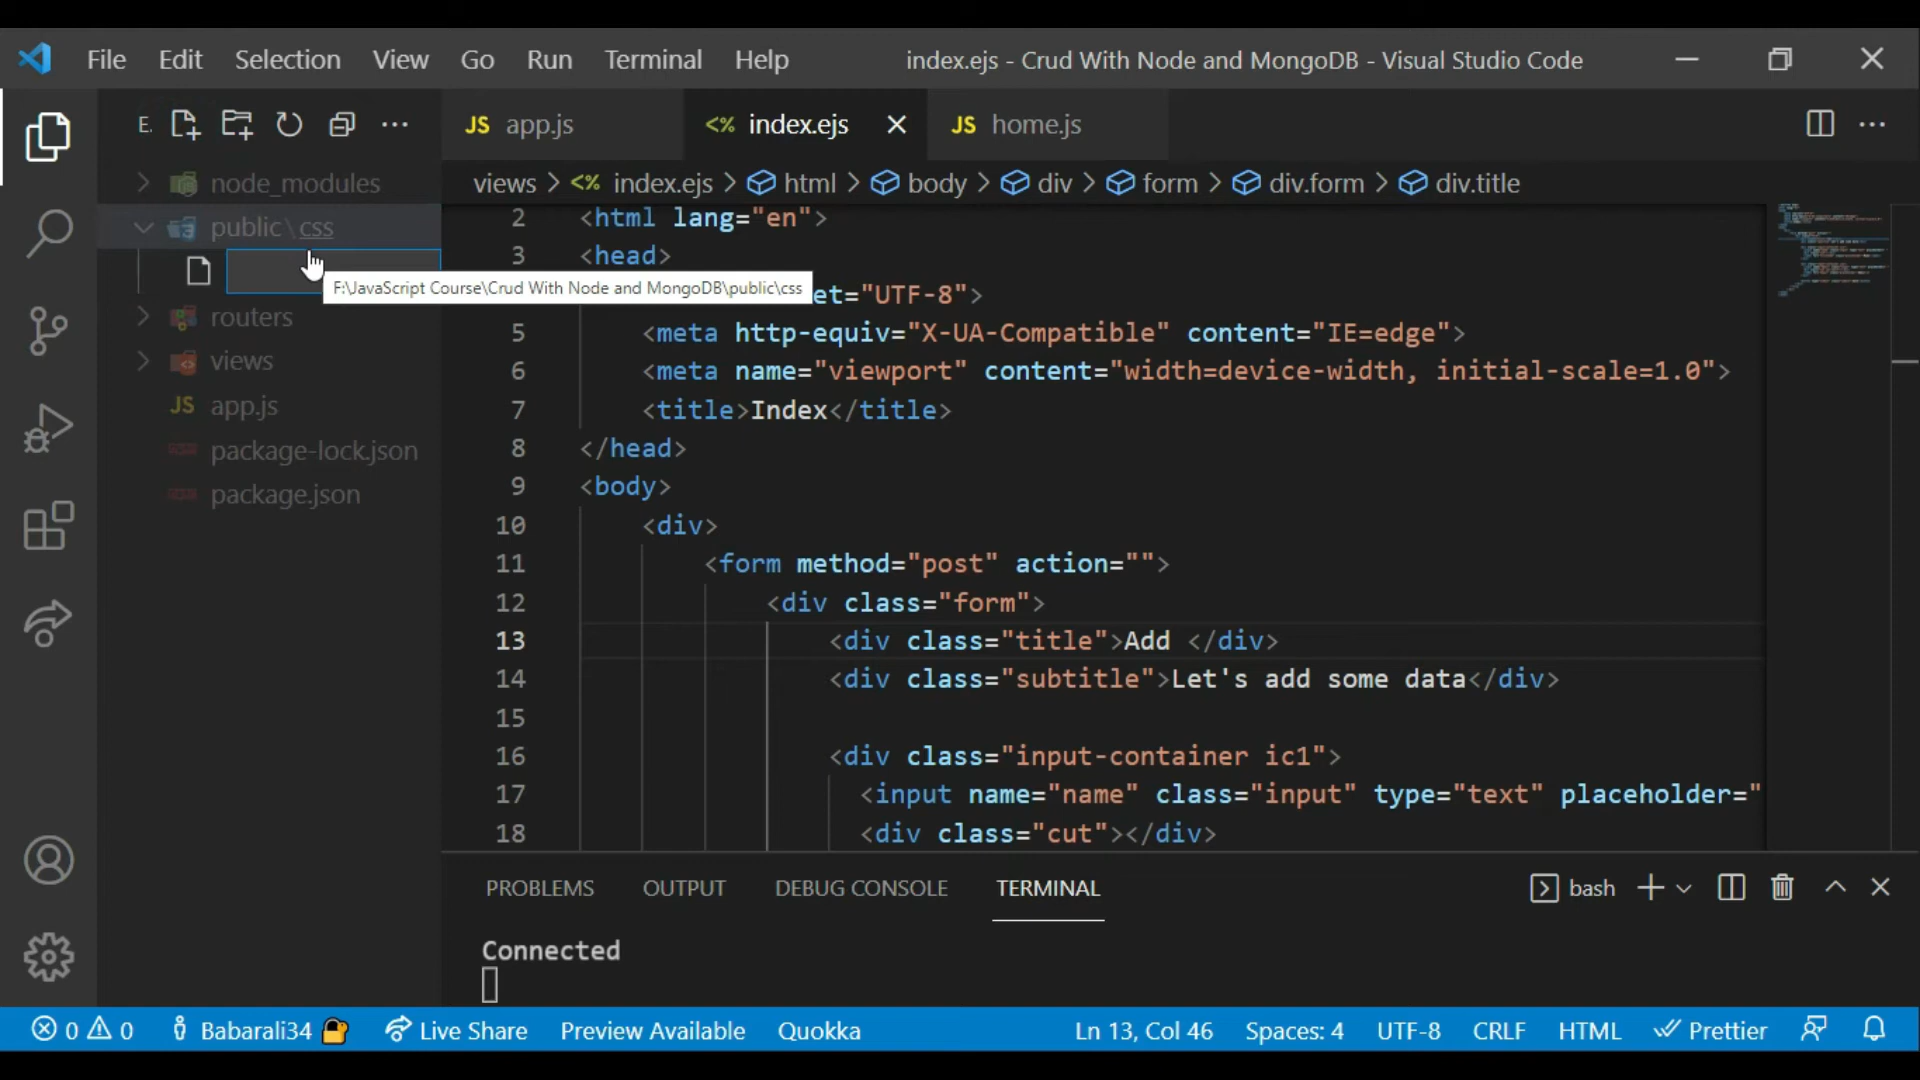 File Edit Selection View Go Run Terminal Help
index.ejs - Crud With Node and MongoDB - Visual Studio Code
E.
JS app.js
<% index.ejs
JS home.js
node_modules
public\css
routers
views
JS app.js
package-lock.json
package.json
F:\JavaScript Course\Crud With Node and MongoDB\public\css
views > <% index.ejs > html > body > div > form > div.form > div.title
2 <html lang="en">
3 <head>
et="UTF-8">
5 <meta http-equiv="X-UA-Compatible" content="IE=edge">
6 <meta name="viewport" content="width=device-width, initial-scale=1.0">
7 <title>Index</title>
8 </head>
9 <body>
10 <div>
11 <form method="post" action="">
12 <div class="form">
13 <div class="title">Add </div>
14 <div class="subtitle">Let's add some data</div>
15
16 <div class="input-container ic1">
17 <input name="name" class="input" type="text" placeholder="
18 <div class="cut"></div>
PROBLEMS OUTPUT DEBUG CONSOLE TERMINAL
bash
Connected
0 0 Babarali34 Live Share Preview Available Quokka Ln 13, Col 46 Spaces: 4 UTF-8 CRLF HTML Prettier